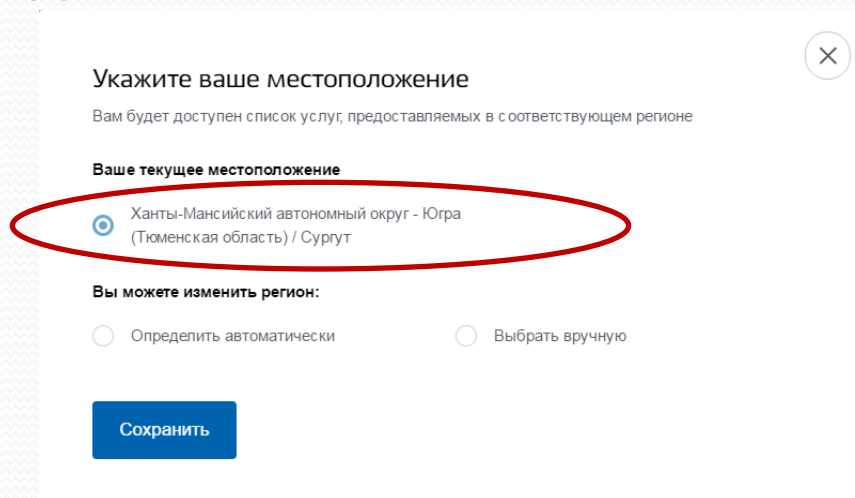 Укажите ваше местоположение
Вам будет доступен список услуг, предоставляемых в соответствующем регионе
Ваше текущее местоположение
Ханты-Мансийский автономный округ - Югра
(Тюменская область) / Сургут
Вы можете изменить регион:
Определить автоматически Выбрать вручную
Сохранить